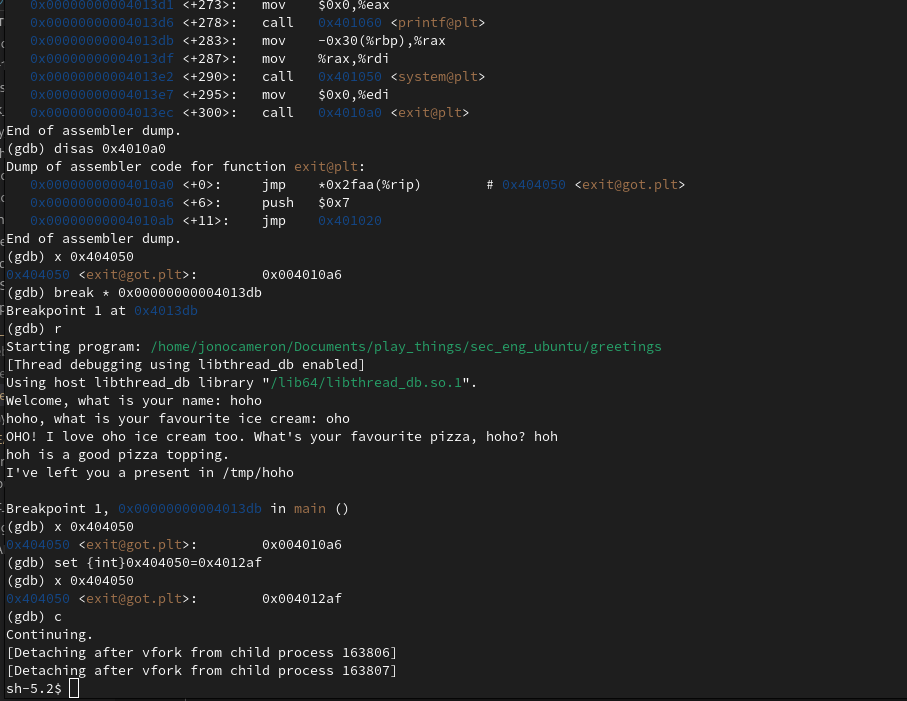 0x00000000004013d1 <+273>: mov $0x0,%eax
0x00000000004013d6 <+278>: call 0x401060 <printf@plt>
0x00000000004013db <+283>: mov -0x30(%rbp),%rax
0x00000000004013df <+287>: mov %rax,%rdi
0x00000000004013e2 <+290>: call 0x401050 <system@plt>
0x00000000004013e7 <+295>: mov $0x0,%edi
0x00000000004013ec <+300>: call 0x4010a0 <exit@plt>
End of assembler dump.
(gdb) disas 0x4010a0
Dump of assembler code for function exit@plt:
0x00000000004010a0 <+0>: jmp *0x2faa(%rip) # 0x404050 <exit@got.plt>
0x00000000004010a6 <+6>: push $0x7
0x00000000004010ab <+11>: jmp 0x401020
End of assembler dump.
(gdb) x 0x404050
0x404050 <exit@got.plt>: 0x004010a6
(gdb) break * 0x00000000004013db
Breakpoint 1 at 0x4013db
(gdb) r
Starting program: /home/jonocameron/Documents/play_things/sec_eng_ubuntu/greetings
[Thread debugging using libthread_db enabled]
Using host libthread_db library "/lib64/libthread_db.so.1".
Welcome, what is your name: hoho
hoho, what is your favourite ice cream: oho
OHO! I love oho ice cream too. What's your favourite pizza, hoho? hoh
hoh is a good pizza topping.
I've left you a present in /tmp/hoho
Breakpoint 1, 0x00000000004013db in main ()
(gdb) x 0x404050
0x404050 <exit@got.plt>: 0x004010a6
(gdb) set {int}0x404050=0x4012af
(gdb) x 0x404050
0x404050 <exit@got.plt>: 0x004012af
(gdb) c
Continuing.
[Detaching after vfork from child process 163806]
[Detaching after vfork from child process 163807]
sh-5.2$